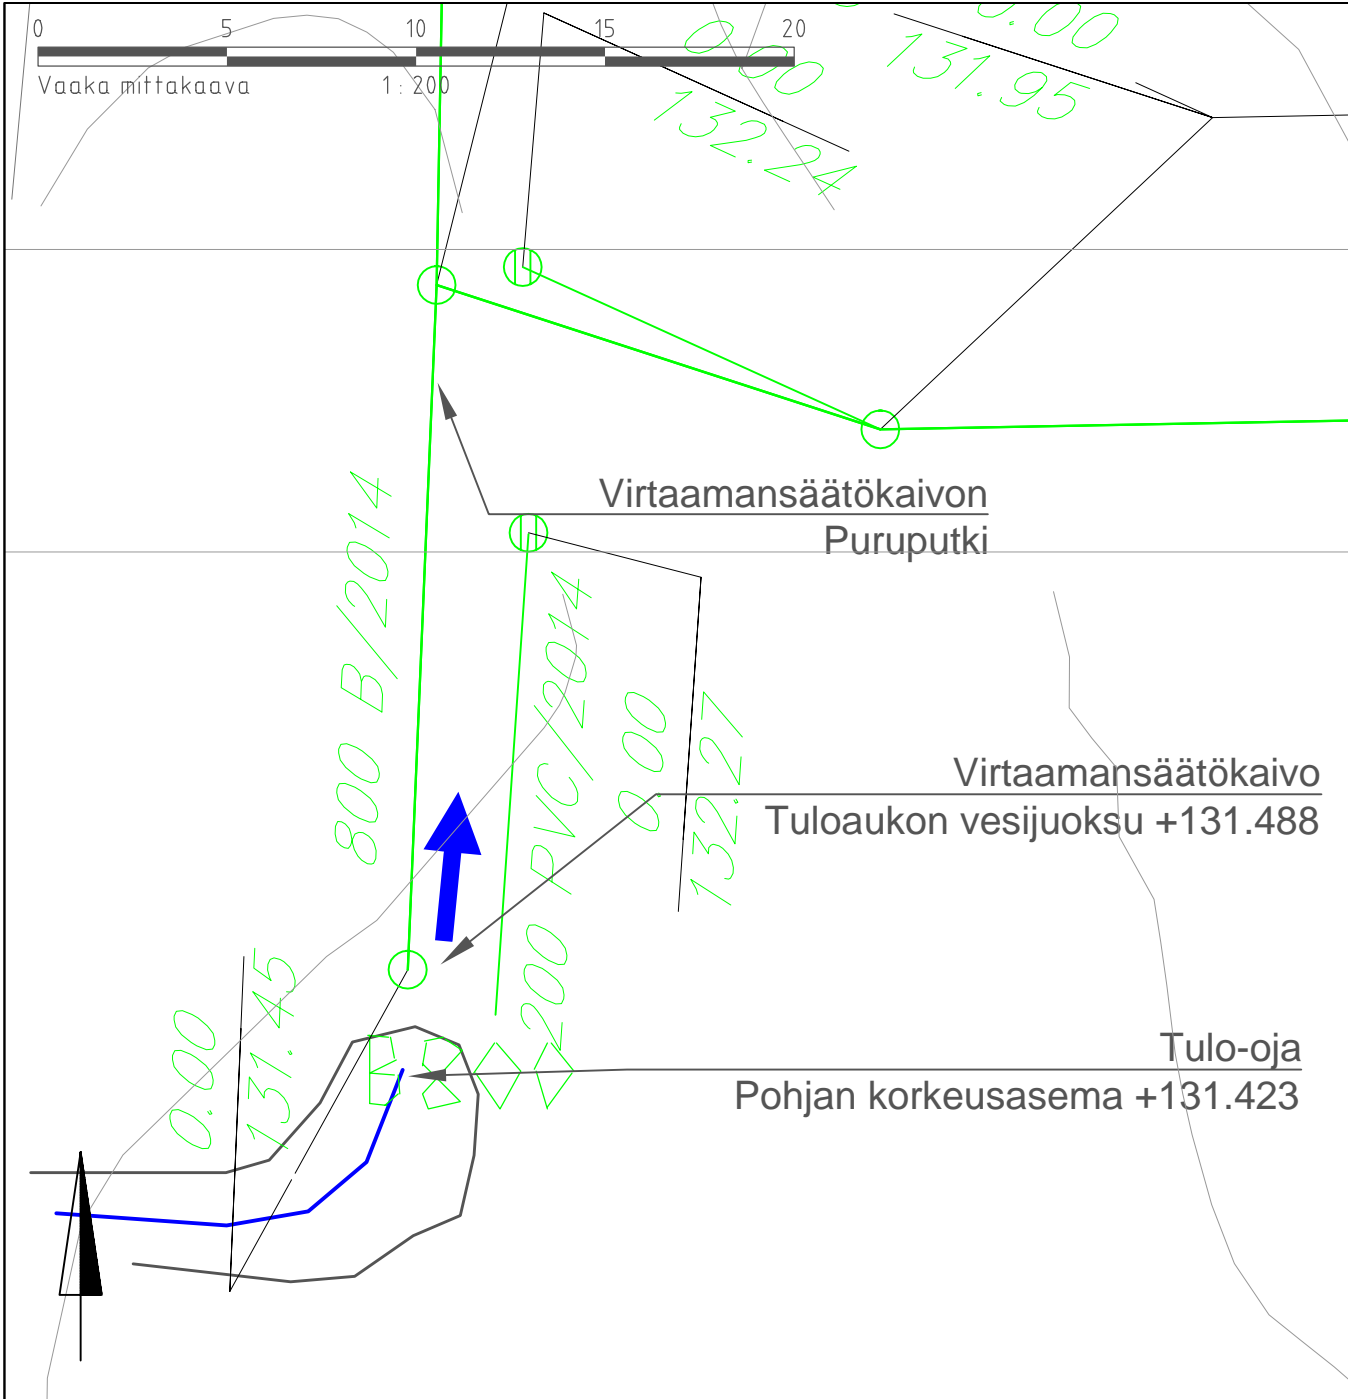 0 5 10 15 20
Vaaka mittakaava 1:200
0.00
132.24
0.00
131.95
Virtaamansäätökaivon
Puruputki
800 B/2014
200 PVC/2014
0.00
132.27
Virtaamansäätökaivo
Tuloaukon vesijuoksu +131.488
0.00
131.45
Tulo-oja
Pohjan korkeusasema +131.423